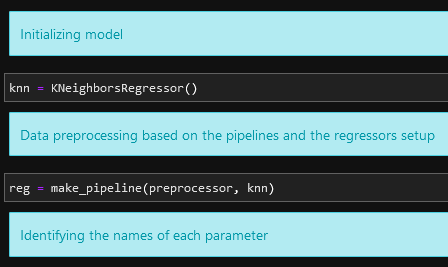 Initializing model
knn = KNeighborsRegressor()
Data preprocessing based on the pipelines and the regressors setup
reg = make_pipeline(preprocessor, knn)
Identifying the names of each parameter